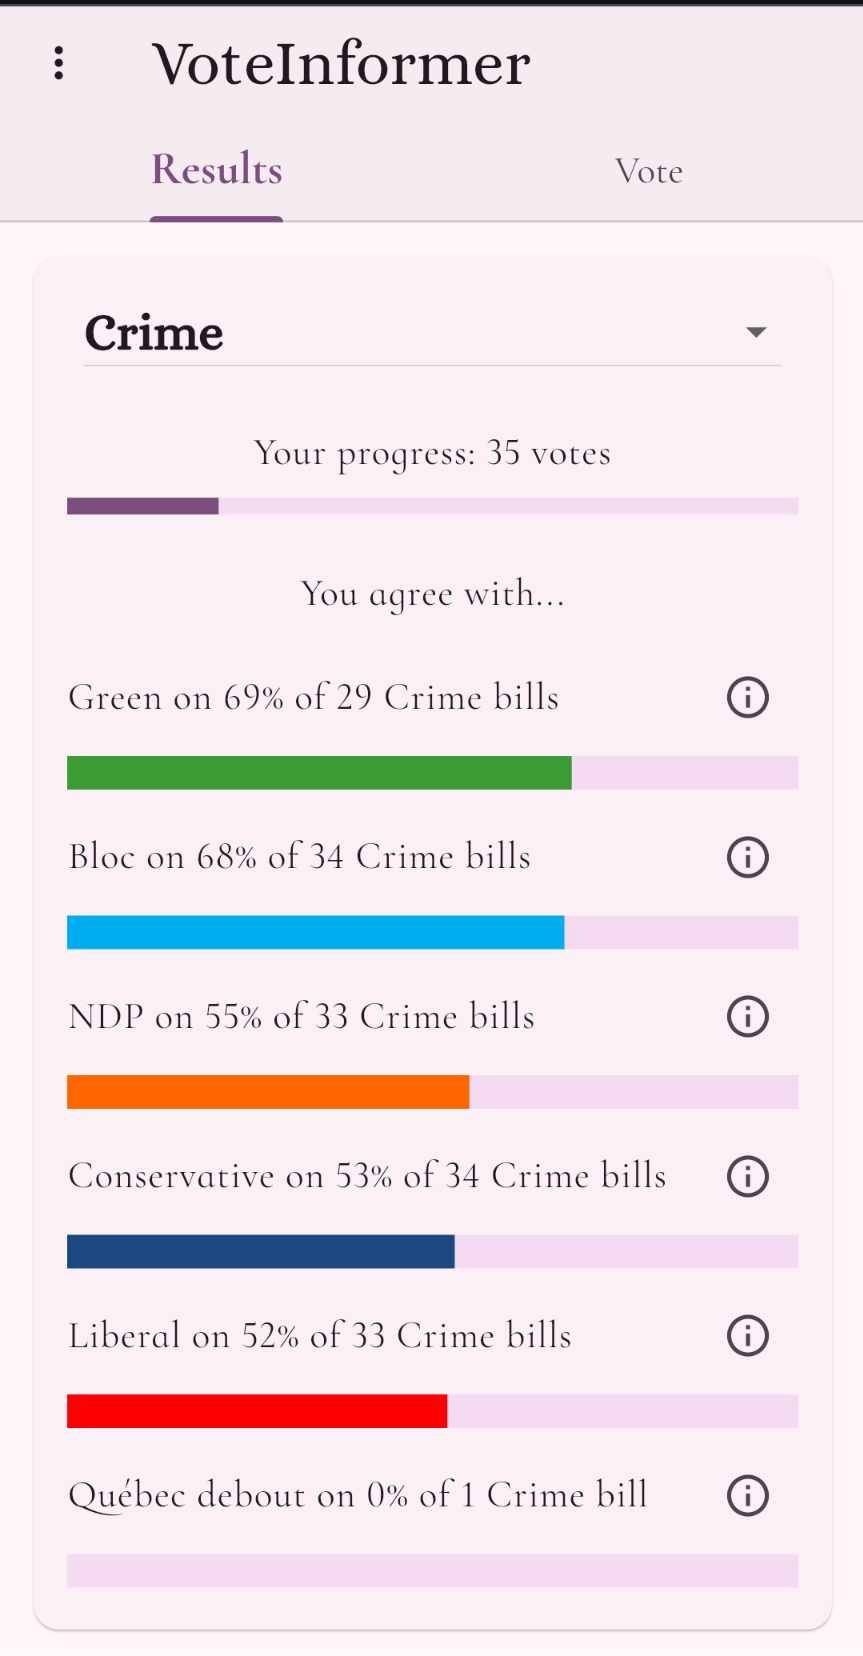 VoteInformer
Results
Vote
Crime
Your progress: 35 votes
You agree with...
Green on 69% of 29 Crime bills
Bloc on 68% of 34 Crime bills
NDP on 55% of 33 Crime bills
Conservative on 53% of 34 Crime bills
Liberal on 52% of 33 Crime bills
Québec debout on 0% of 1 Crime bill